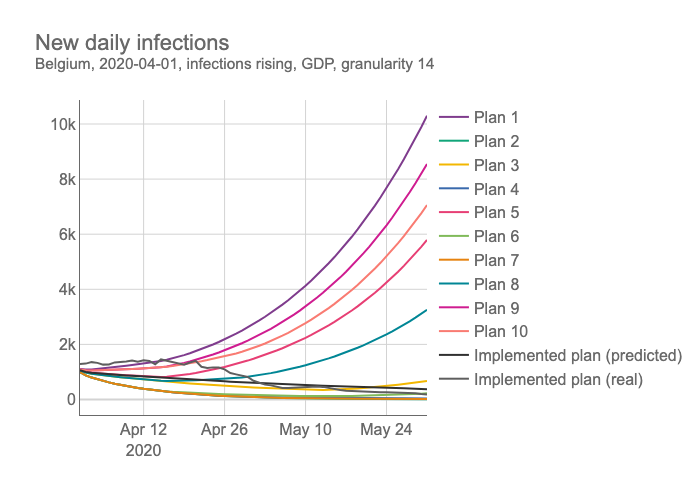 New daily infections
Belgium, 2020-04-01, infections rising, GDP, granularity 14
10k
8k
6k
4k
2k
0
Apr 12
2020
Apr 26
May 10
May 24
Plan 1
Plan 2
Plan 3
Plan 4
Plan 5
Plan 6
Plan 7
Plan 8
Plan 9
Plan 10
Implemented plan (predicted)
Implemented plan (real)